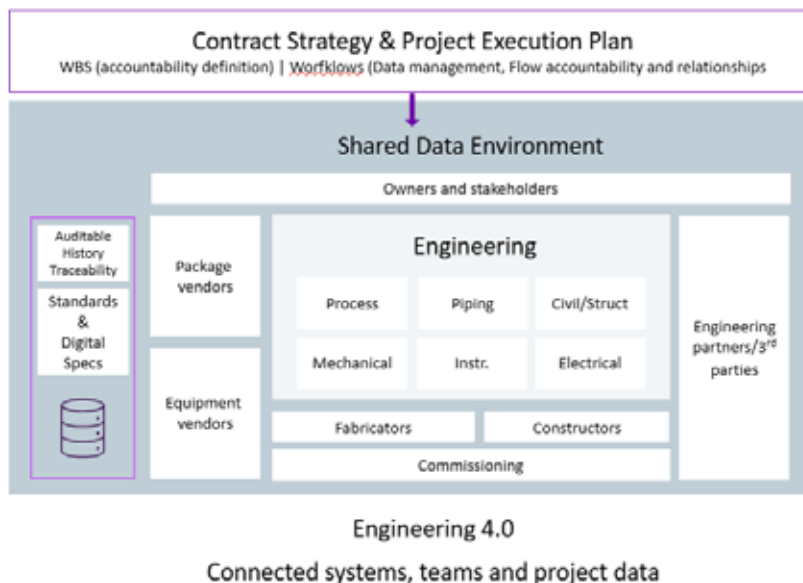 Contract Strategy & Project Execution Plan
WBS (accountability definition) | Worfklows (Data management, Flow accountability and relationships
Shared Data Environment
Owners and stakeholders
Auditable
History
Traceability
Standards
&
Digital
Specs
Package
vendors
Equipment
vendors
Engineering
Process
Piping
Civil/Struct
Mechanical
Instr.
Electrical
Fabricators
Constructors
Commissioning
Engineering
partners/3rd
parties
Engineering 4.0
Connected systems, teams and project data